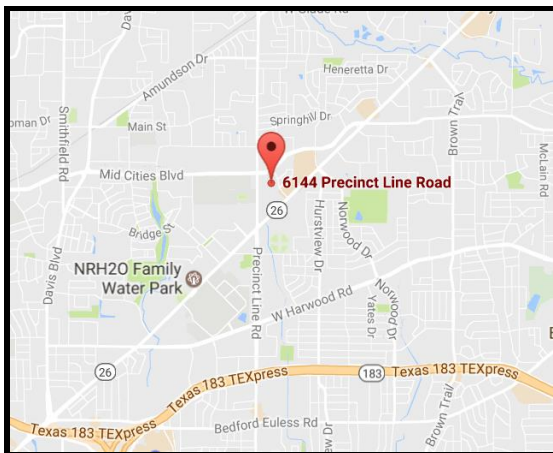 W Glade Rd
Davis
Amundson Dr
Heneretta Dr
Smithfield Rd
Main St
Springhill Dr
Brown Trail
McLain Rd
Mid Cities Blvd
6144 Precinct Line Road
26
Bridge St
Hurstview Dr
Norwood Dr
Davis Blvd
NRH2O Family
Water Park
Precinct Line Rd
W Harwood Rd
Norwood Dr
Yates Dr
26
183
Texas 183 TEXpress
Texas 183 TEXpress
Texas 183 TEXpress
Bedford Euless Rd
Brown Trail